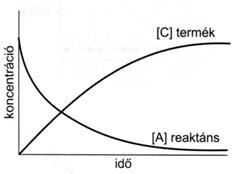 [C] termék
koncentráció
[A] reaktáns
idő